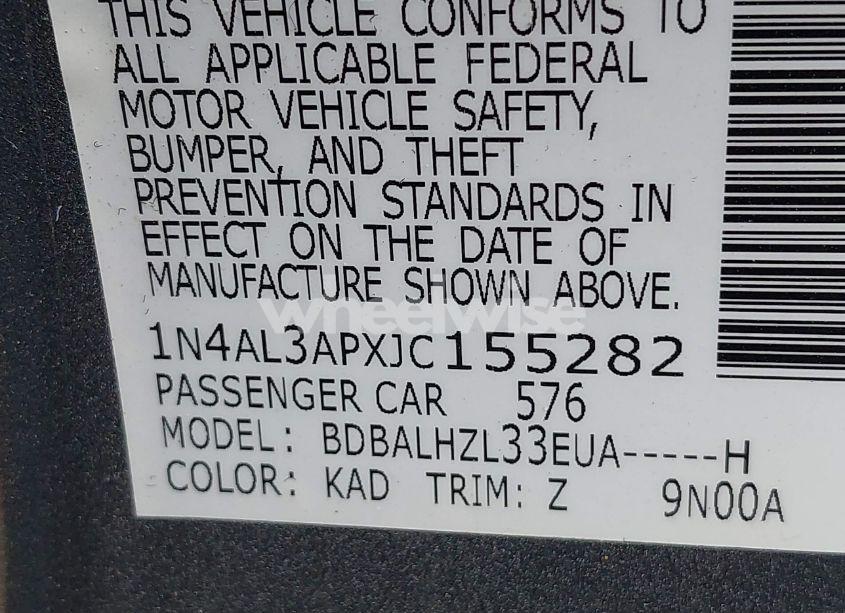 THIS VEHICLE CONFORMS TO
ALL APPLICABLE FEDERAL
MOTOR VEHICLE SAFETY,
BUMPER, AND THEFT
PREVENTION STANDARDS IN
EFFECT ON THE DATE OF
MANUFACTURE SHOWN ABOVE.
wheelwise
1N4AL3APXJC155282
PASSENGER CAR 576
MODEL: BDBALHZL33EUA-----H
COLOR: KAD TRIM: Z 9N00A